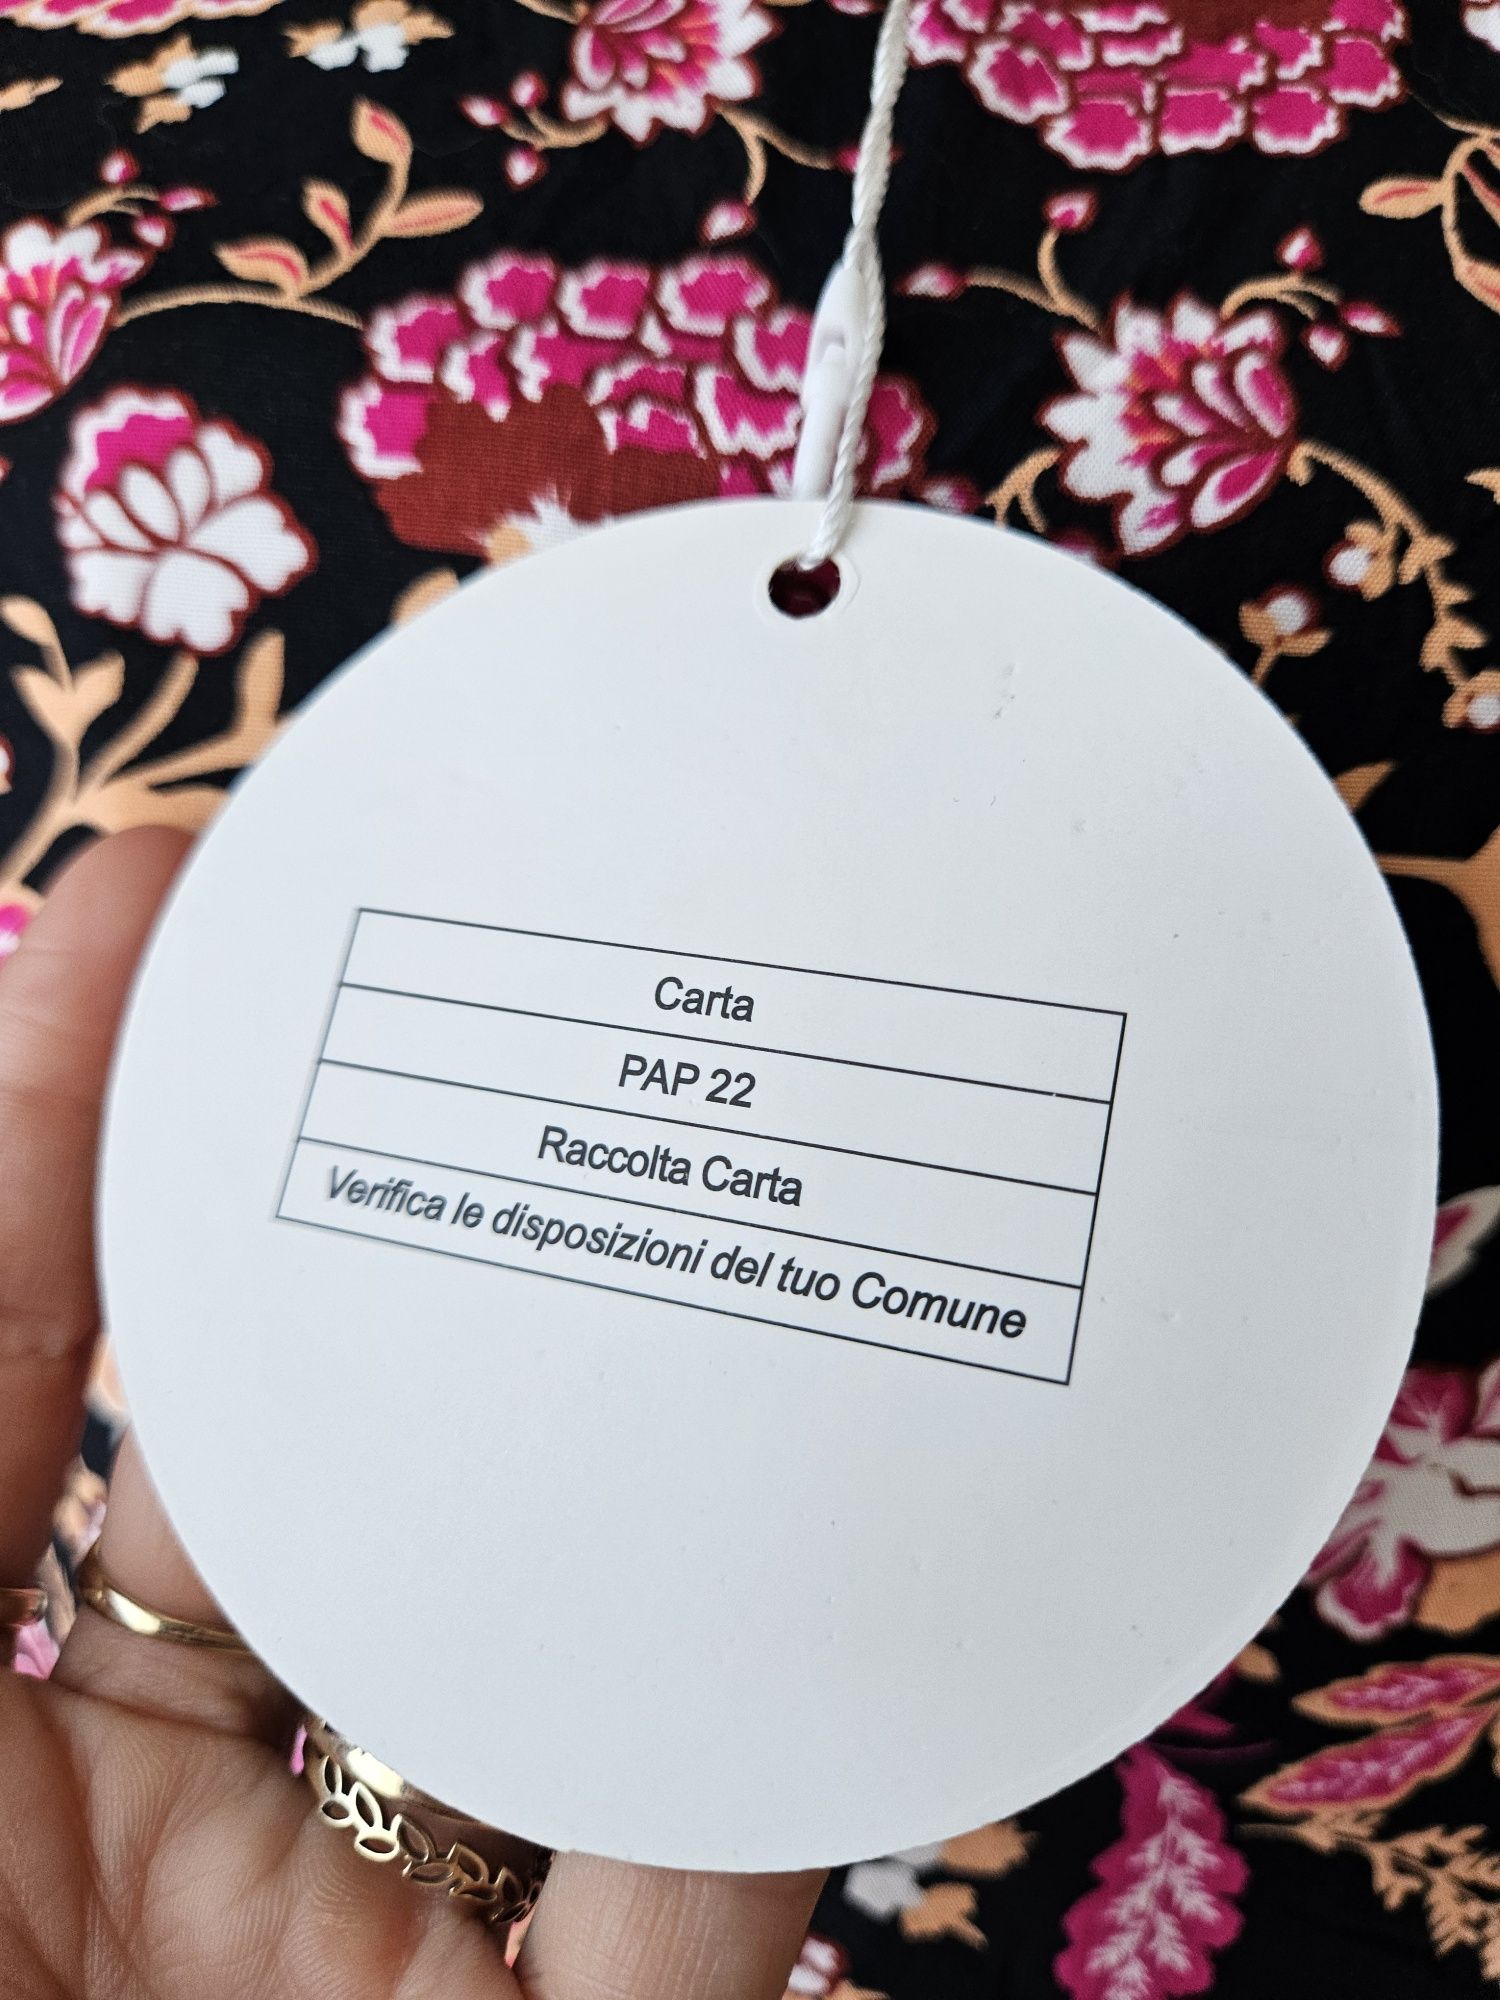 Carta
PAP 22
Raccolta Carta
Verifica le disposizioni del tuo Comune